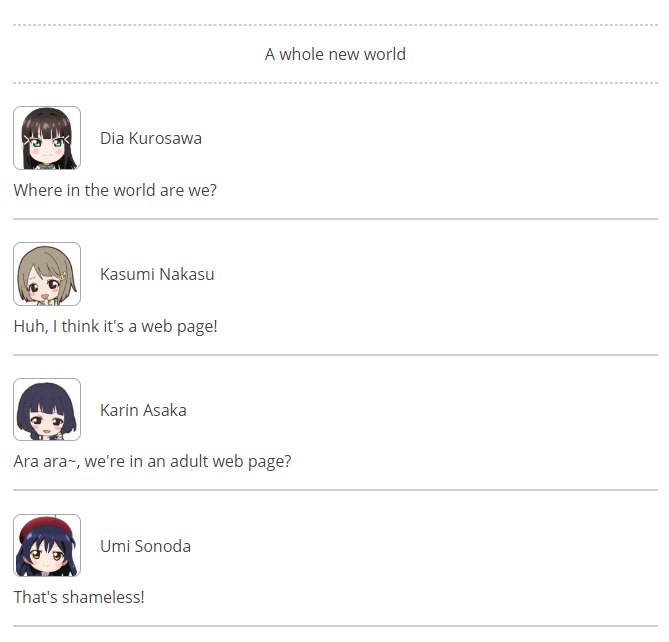 A whole new world
Dia Kurosawa
Where in the world are we?
Kasumi Nakasu
Huh, I think it's a web page!
Karin Asaka
Ara ara~, we're in an adult web page?
Umi Sonoda
That's shameless!